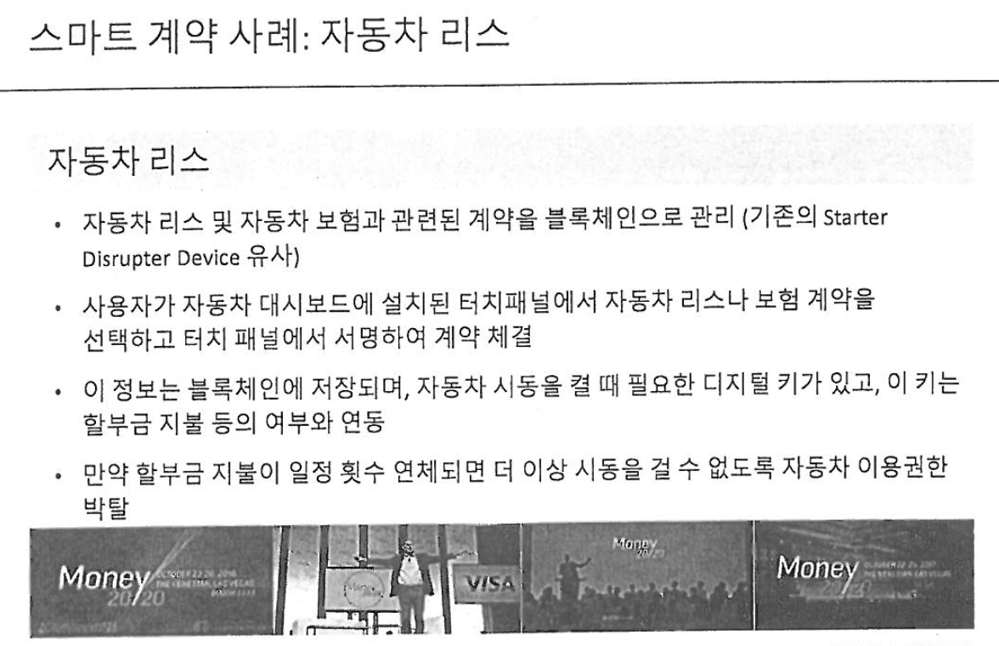 스마트 계약 사례: 자동차 리스
자동차 리스
• 자동차 리스 및 자동차 보험과 관련된 계약을 블록체인으로 관리 (기존의 Starter
Disrupter Device 유사)
• 사용자가 자동차 대시보드에 설치된 터치패널에서 자동차 리스나 보험 계약을
선택하고 터치 패널에서 서명하여 계약 체결
• 이 정보는 블록체인에 저장되며, 자동차 시동을 켤 때 필요한 디지털 키가 있고, 이 키는
할부금 지불 등의 여부와 연동
• 만약 할부금 지불이 일정 횟수 연체되면 더 이상 시동을 걸 수 없도록 자동차 이용권한
박탈
Money
20/20
VISA
Money
20/20
Money
20/20